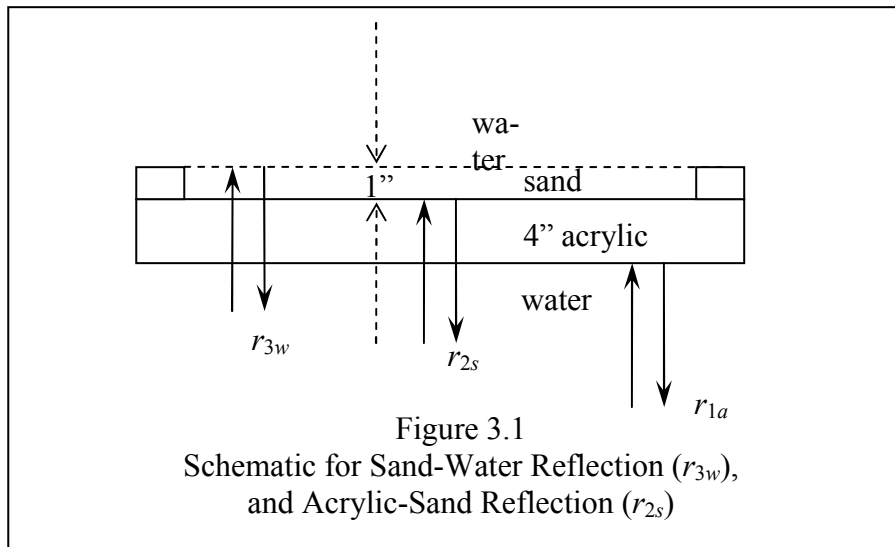 wa-
ter
1”
sand
4” acrylic
water
r3w
r2s
r1a
Figure 3.1
Schematic for Sand-Water Reflection (r3w),
and Acrylic-Sand Reflection (r2s)